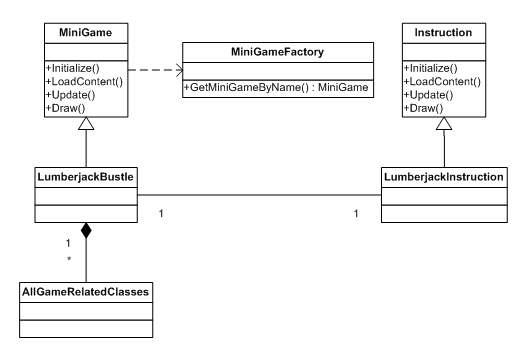 MiniGame
+Initialize()
+LoadContent()
+Update()
+Draw()
MiniGameFactory
+GetMiniGameByName() : MiniGame
Instruction
+Initialize()
+LoadContent()
+Update()
+Draw()
LumberjackBustle
1
1
LumberjackInstruction
1
*
AllGameRelatedClasses